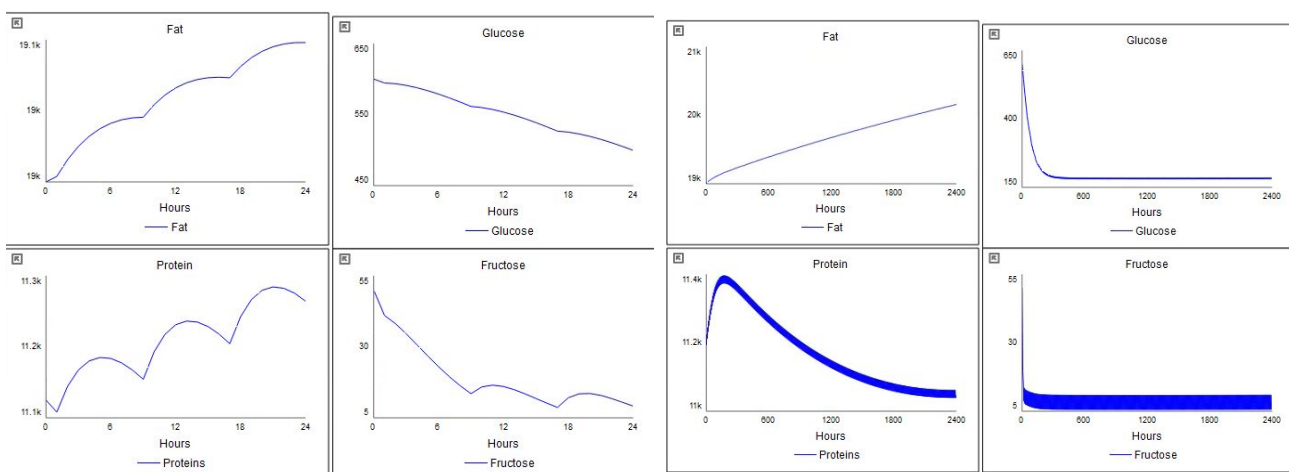 Fat
19.1k
19k
19k
0 6 12 18 24
Hours
Fat
Glucose
650
550
450
0 6 12 18 24
Hours
Glucose
Fat
21k
20k
19k
0 600 1200 1800 2400
Hours
Fat
Glucose
650
400
150
0 600 1200 1800 2400
Hours
Glucose
Protein
11.3k
11.2k
11.1k
0 6 12 18 24
Hours
Proteins
Fructose
55
30
5
0 6 12 18 24
Hours
Fructose
Protein
11.4k
11.2k
11k
0 600 1200 1800 2400
Hours
Proteins
Fructose
55
30
5
0 600 1200 1800 2400
Hours
Fructose